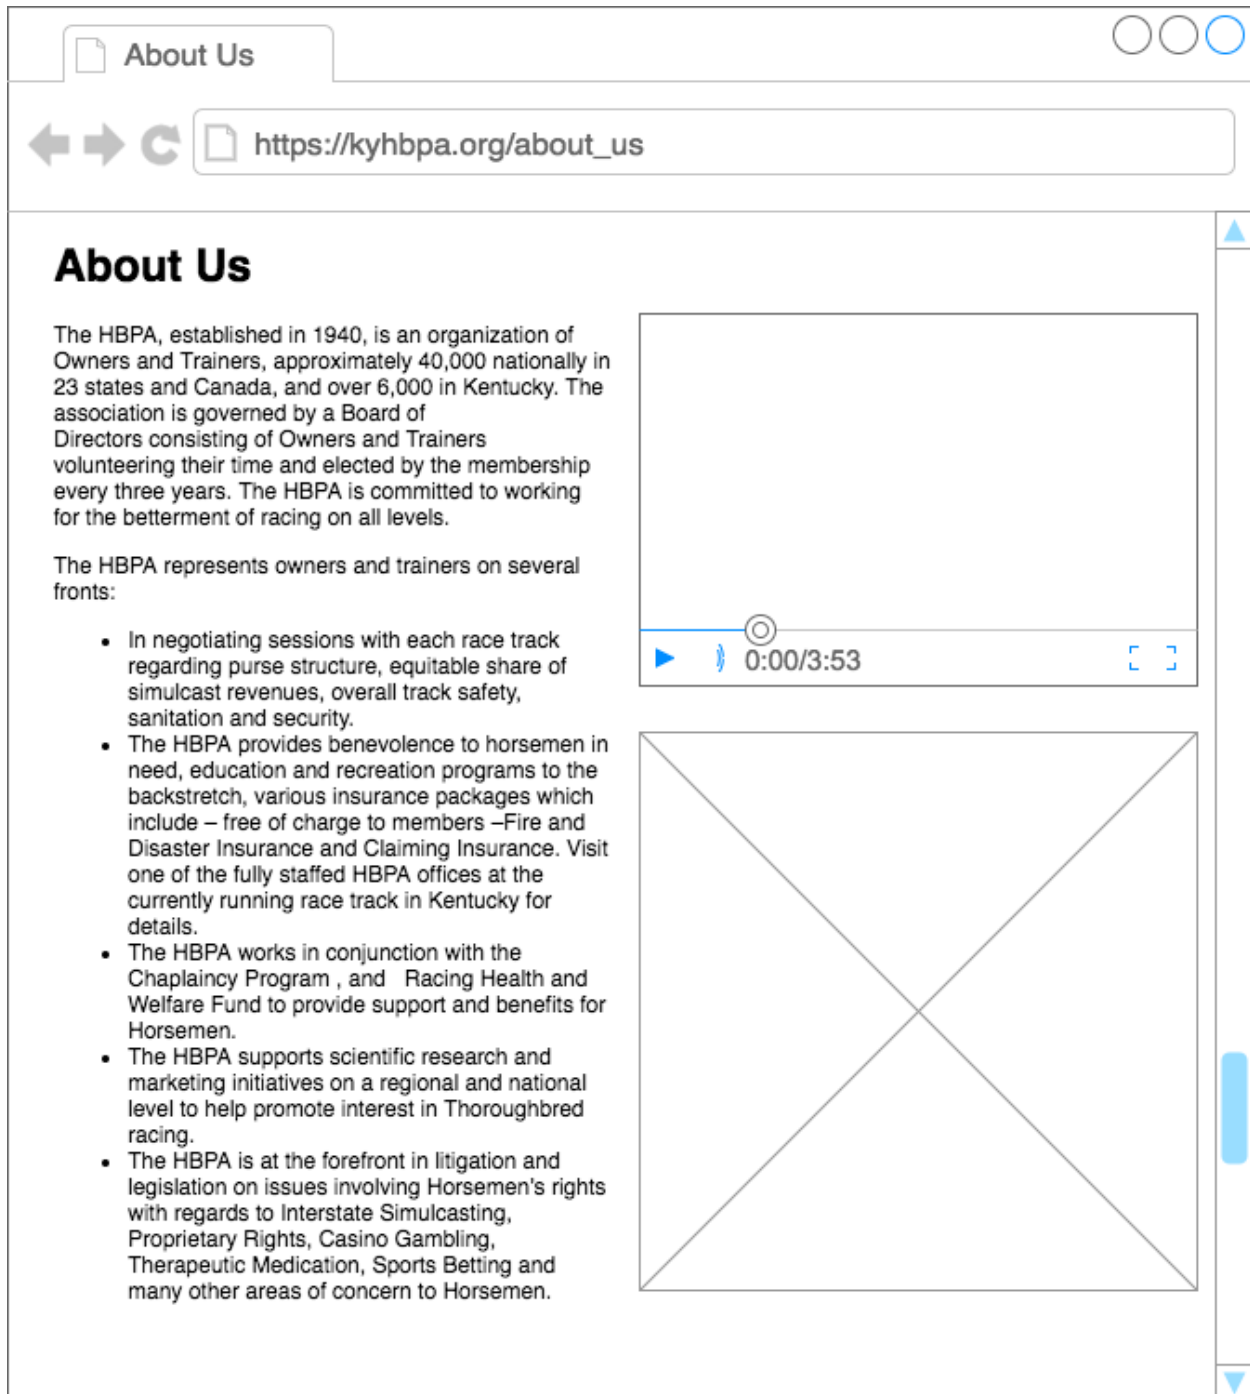 About Us
https://kyhbpa.org/about_us
About Us
The HBPA, established in 1940, is an organization of
Owners and Trainers, approximately 40,000 nationally in
23 states and Canada, and over 6,000 in Kentucky. The
association is governed by a Board of
Directors consisting of Owners and Trainers
volunteering their time and elected by the membership
every three years. The HBPA is committed to working
for the betterment of racing on all levels.
The HBPA represents owners and trainers on several
fronts:
• In negotiating sessions with each race track
regarding purse structure, equitable share of
simulcast revenues, overall track safety,
sanitation and security.
• The HBPA provides benevolence to horsemen in
need, education and recreation programs to the
backstretch, various insurance packages which
include – free of charge to members –Fire and
Disaster Insurance and Claiming Insurance. Visit
one of the fully staffed HBPA offices at the
currently running race track in Kentucky for
details.
• The HBPA works in conjunction with the
Chaplaincy Program , and   Racing Health and
Welfare Fund to provide support and benefits for
Horsemen.
• The HBPA supports scientific research and
marketing initiatives on a regional and national
level to help promote interest in Thoroughbred
racing.
• The HBPA is at the forefront in litigation and
legislation on issues involving Horsemen's rights
with regards to Interstate Simulcasting,
Proprietary Rights, Casino Gambling,
Therapeutic Medication, Sports Betting and
many other areas of concern to Horsemen.
0:00/3:53